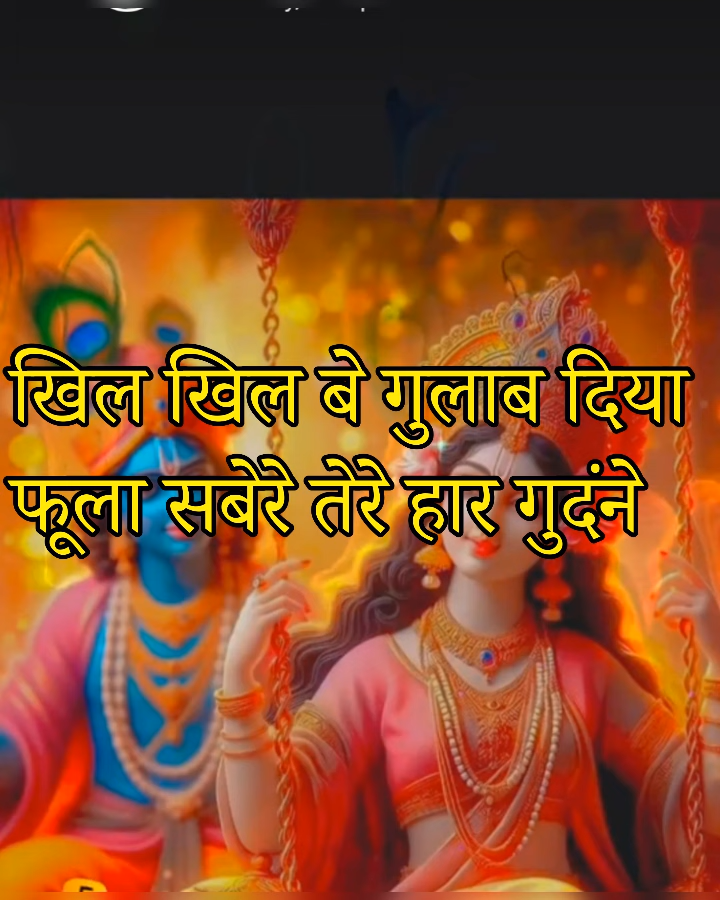 खिल खिल बे गुलाब दिया
फूला सबेरे तेरे हार गुदंने